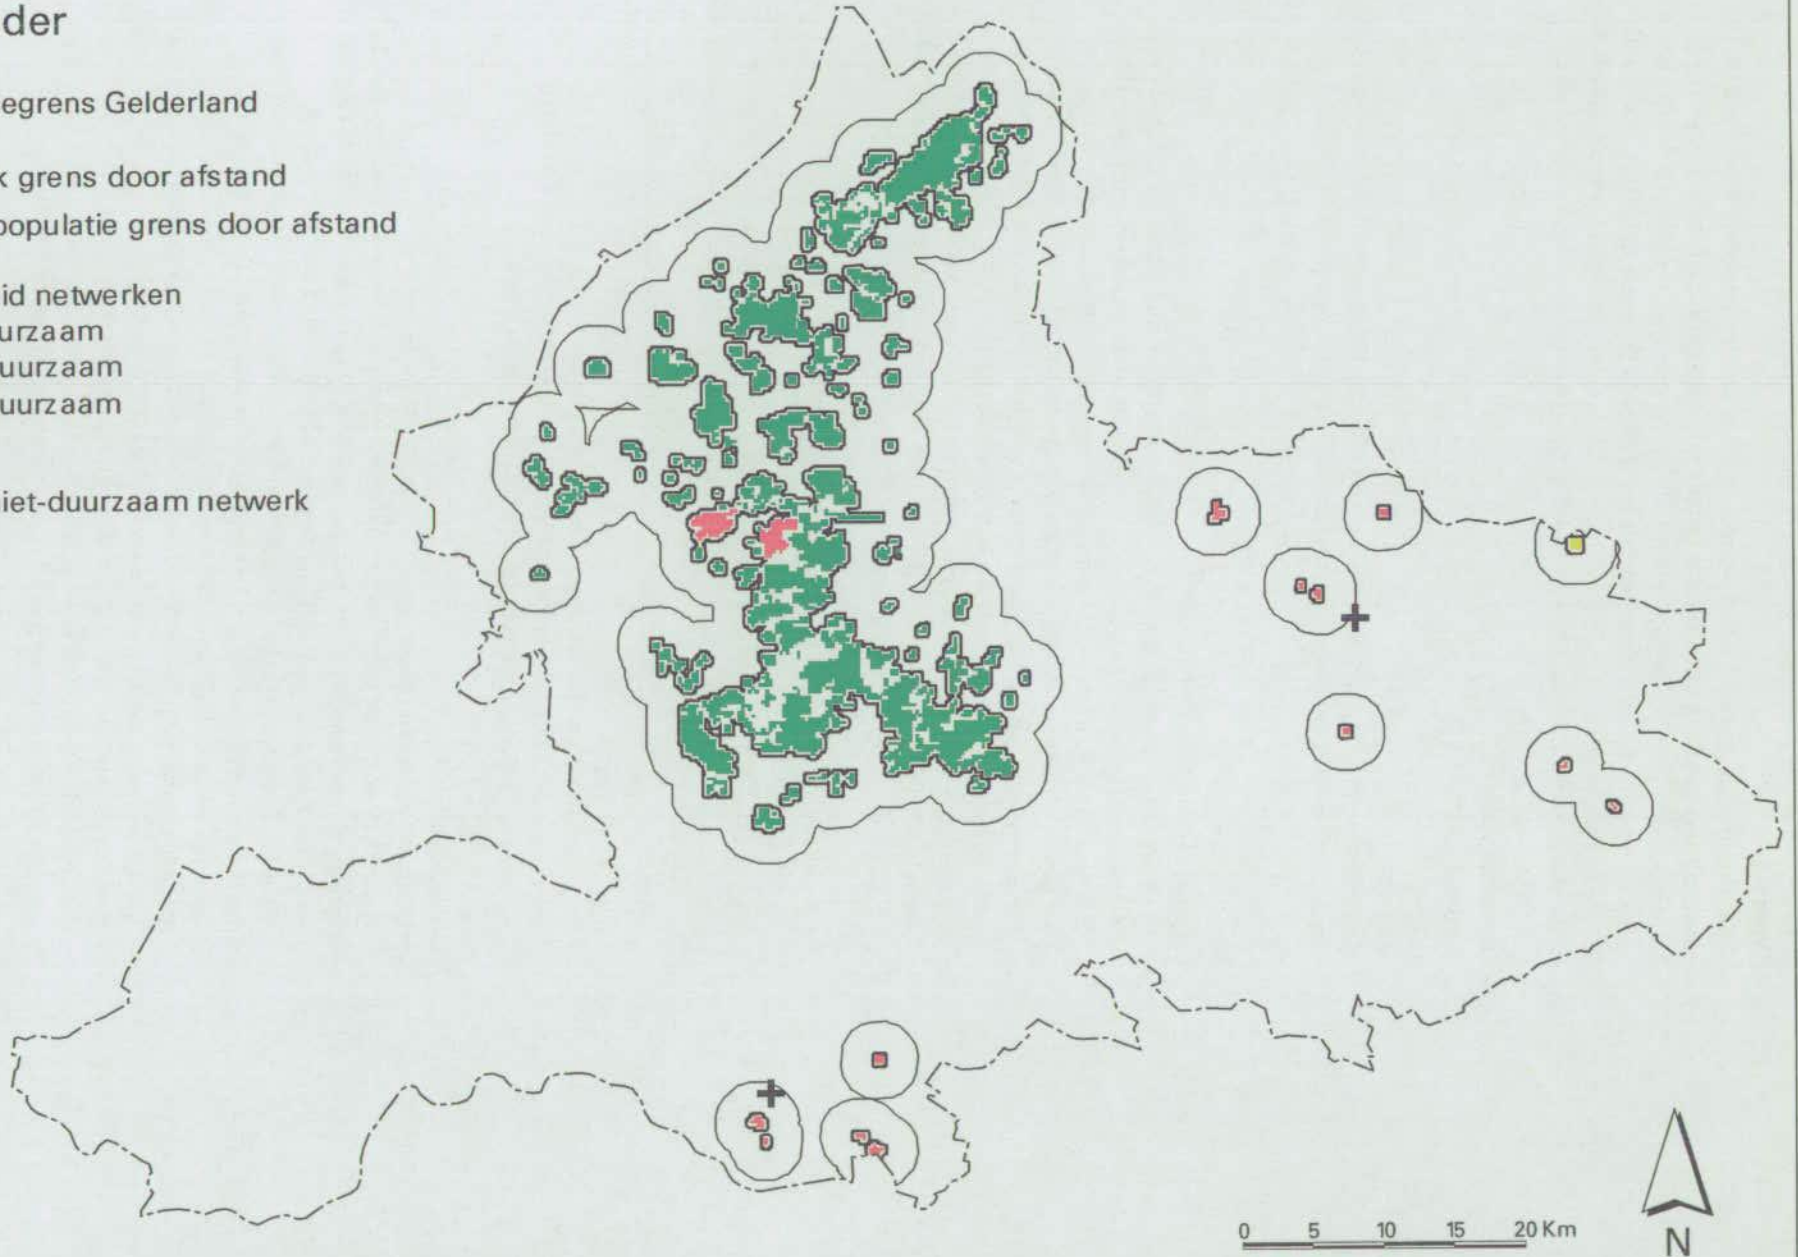 der
egrens Gelderland
k grens door afstand
populatie grens door afstand
id netwerken
urzaam
uurzaam
uurzaam
iet-duurzaam netwerk
0 5 10 15 20 Km
N